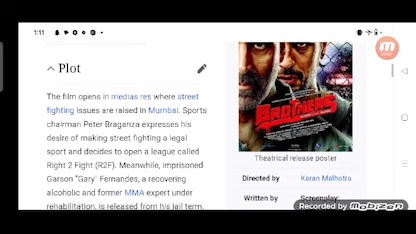 1:11
Plot
The film opens in medias res where street
fighting issues are raised in Mumbai. Sports
chairman Peter Braganza expresses his
desire of making street fighting a legal
sport and decides to open a league called
Right 2 Fight (R2F). Meanwhile, imprisoned
Garson "Gary" Fernandes, a recovering
alcoholic and former MMA expert under
rehabilitation, is released from his jail term.
BROTHERS
Theatrical release poster
Directed by Karan Malhotra
Written by Screenplay:
Recorded by Mobizen